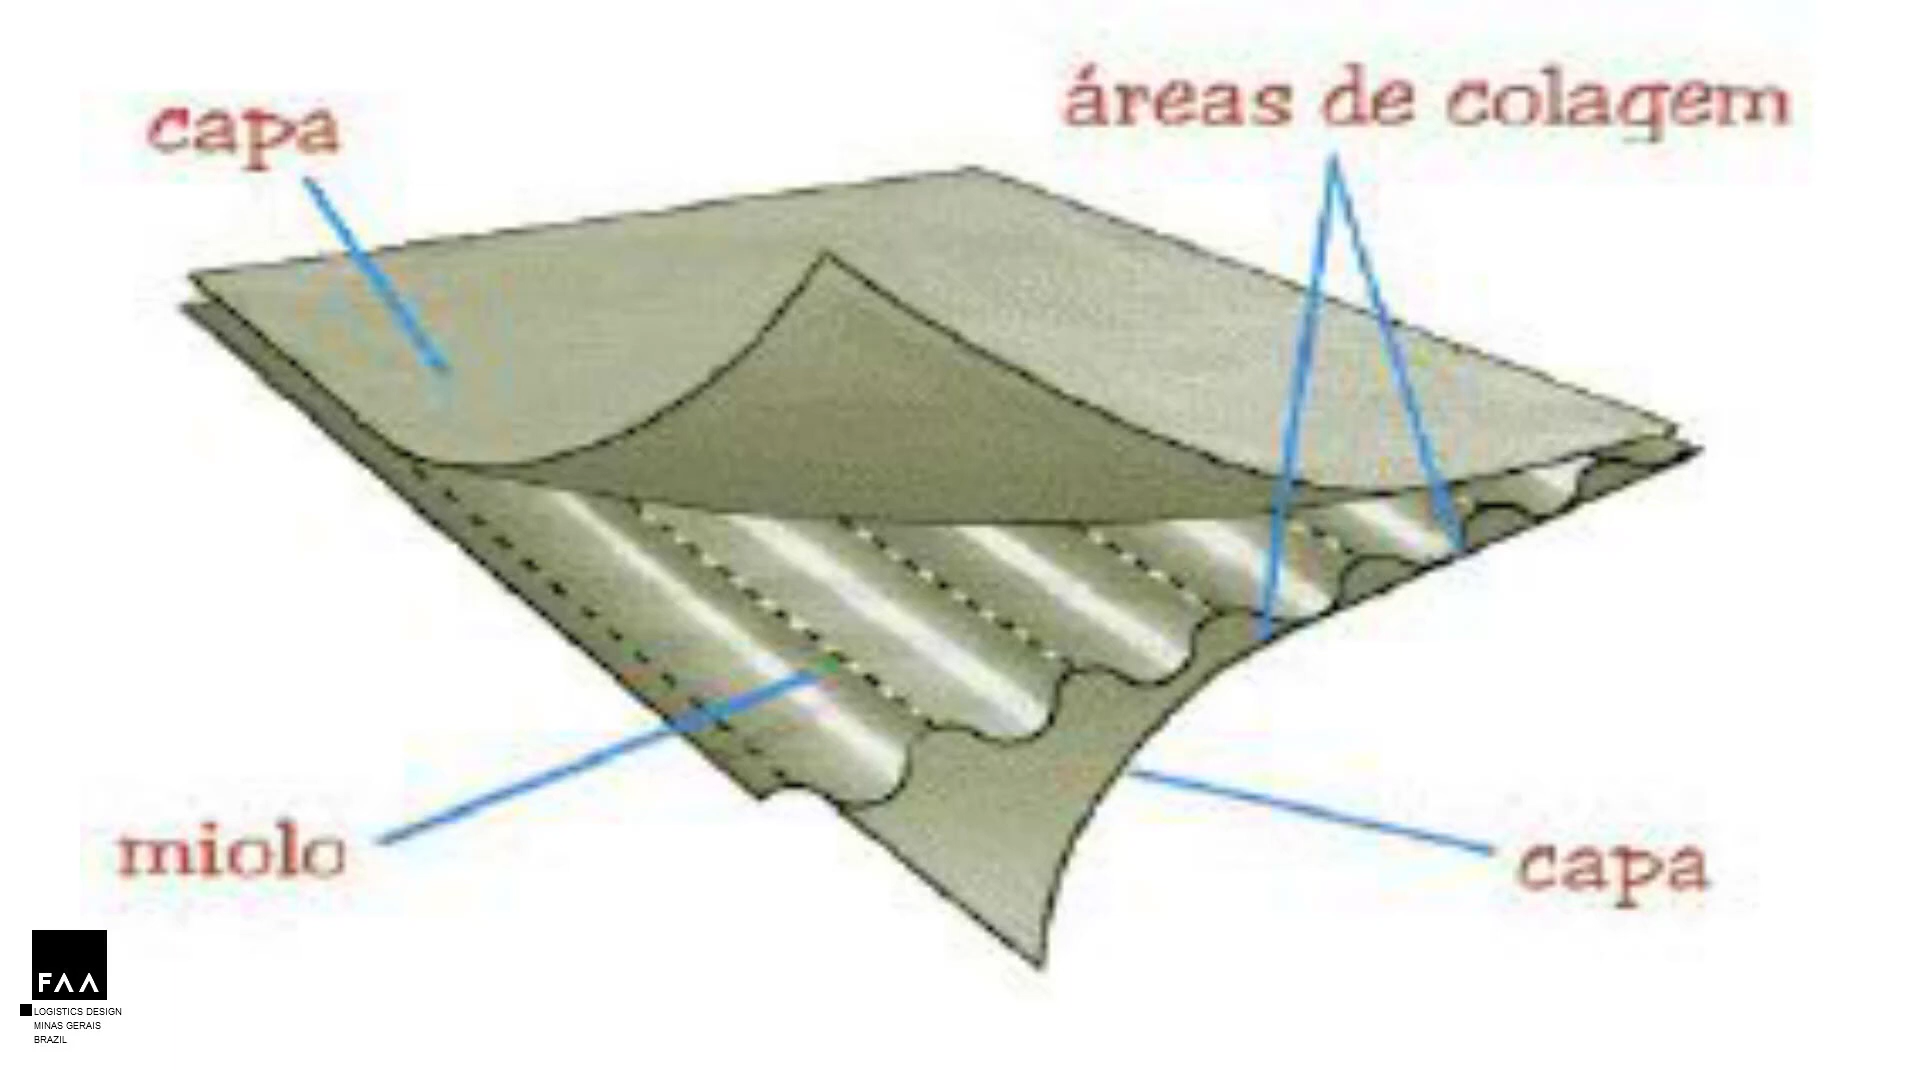 capa
áreas de colagem
miolo
capa
FAA
LOGISTICS DESIGN
MINAS GERAIS
BRAZIL